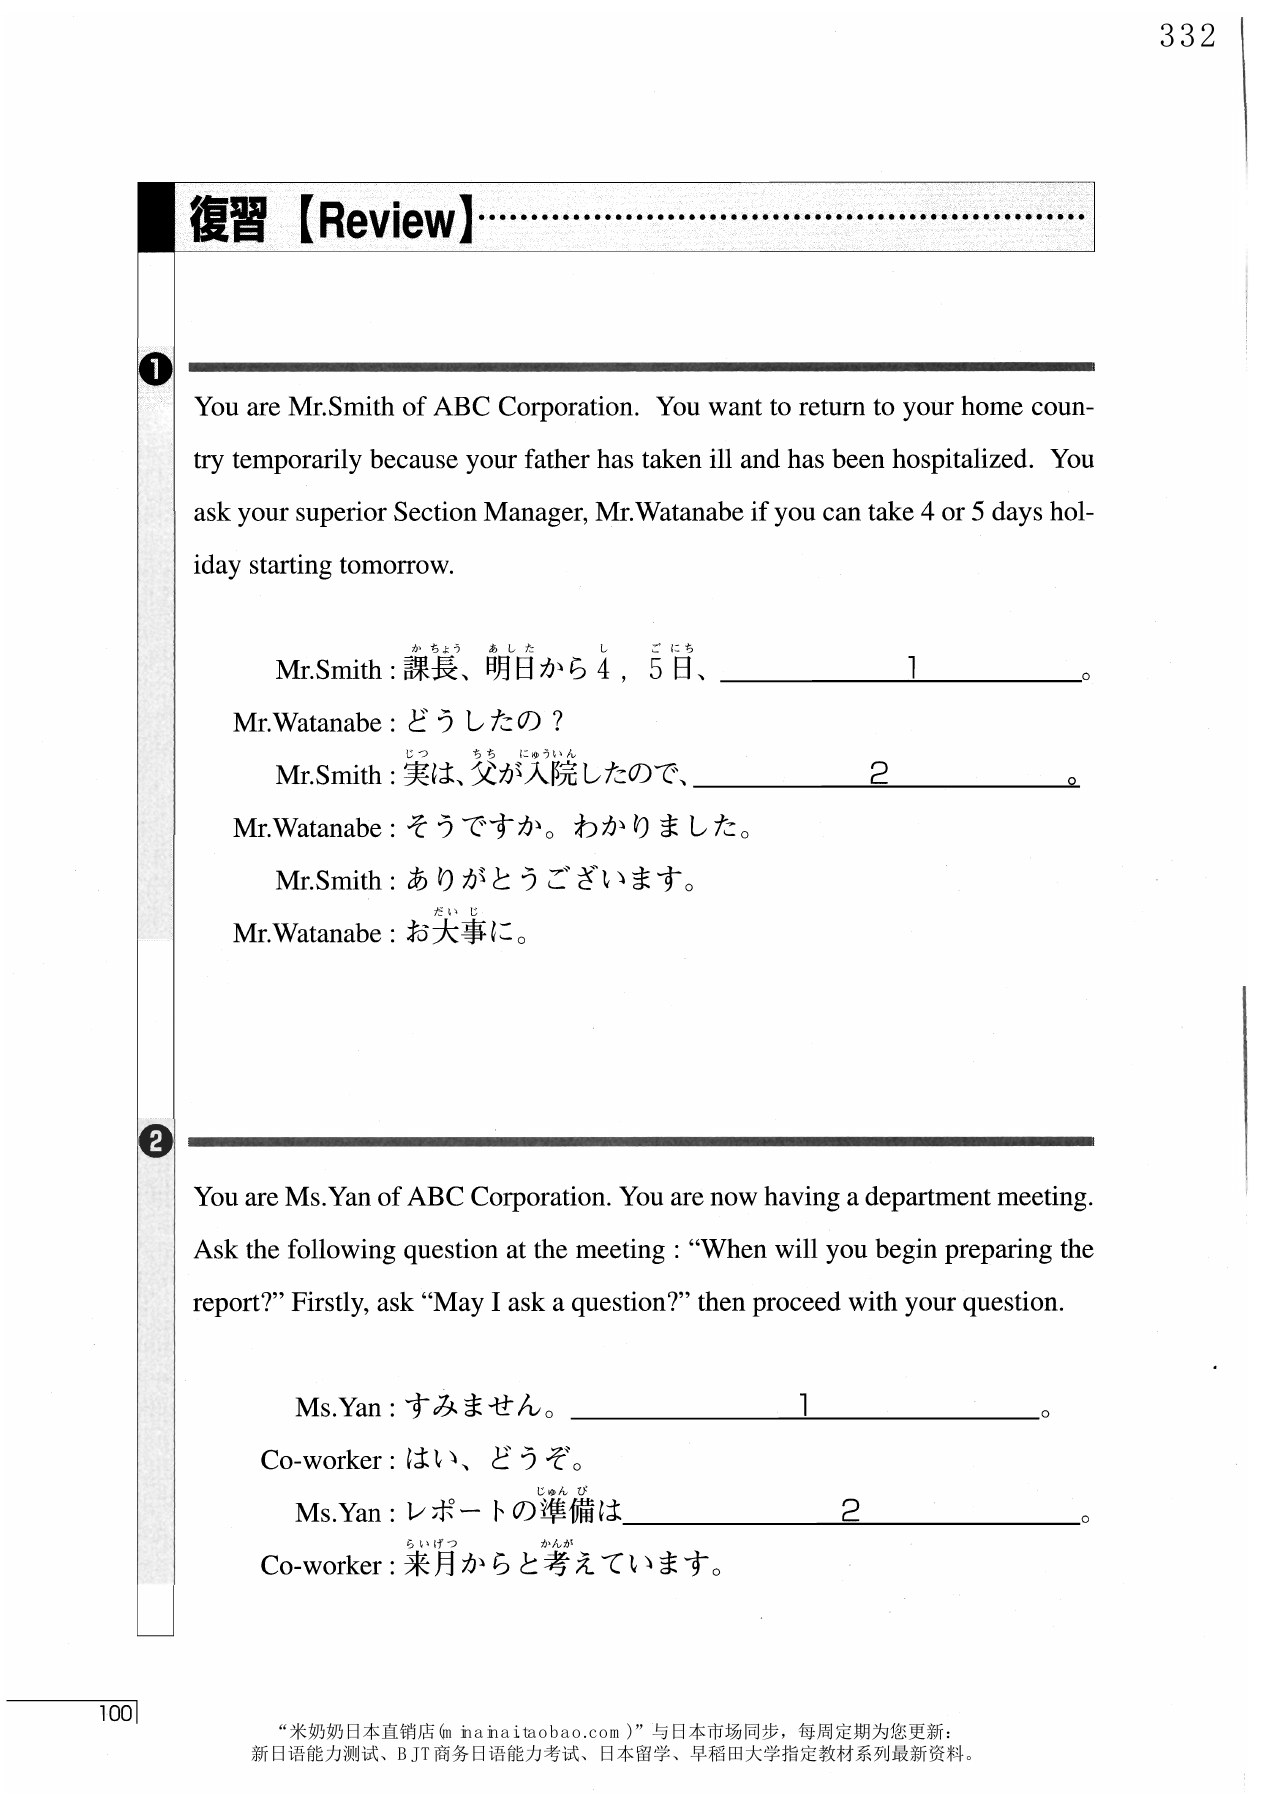 332
復習【Review】
1
You are Mr.Smith of ABC Corporation. You want to return to your home coun-
try temporarily because your father has taken ill and has been hospitalized. You
ask your superior Section Manager, Mr.Watanabe if you can take 4 or 5 days hol-
iday starting tomorrow.
か ちょう あした し ご にち
Mr.Smith : 課長、明日から4，5日、 1 。
Mr.Watanabe : どうしたの？
じつ ちち にゅういん
Mr.Smith : 実は、父が入院したので、 2 。
Mr.Watanabe : そうですか。わかりました。
Mr.Smith : ありがとうございます。
だい じ
Mr.Watanabe : お大事に。
2
You are Ms.Yan of ABC Corporation. You are now having a department meeting.
Ask the following question at the meeting : “When will you begin preparing the
report?” Firstly, ask “May I ask a question?” then proceed with your question.
Ms.Yan : すみません。 1 。
Co-worker : はい、どうぞ。
じゅん び
Ms.Yan : レポートの準備は 2 。
らいげつ かんが
Co-worker : 来月からと考えています。
100
“米奶奶日本直销店(minainaitaobao.com)”与日本市场同步，每周定期为您更新：
新日语能力测试、BJT商务日语能力考试、日本留学、早稻田大学指定教材系列最新资料。